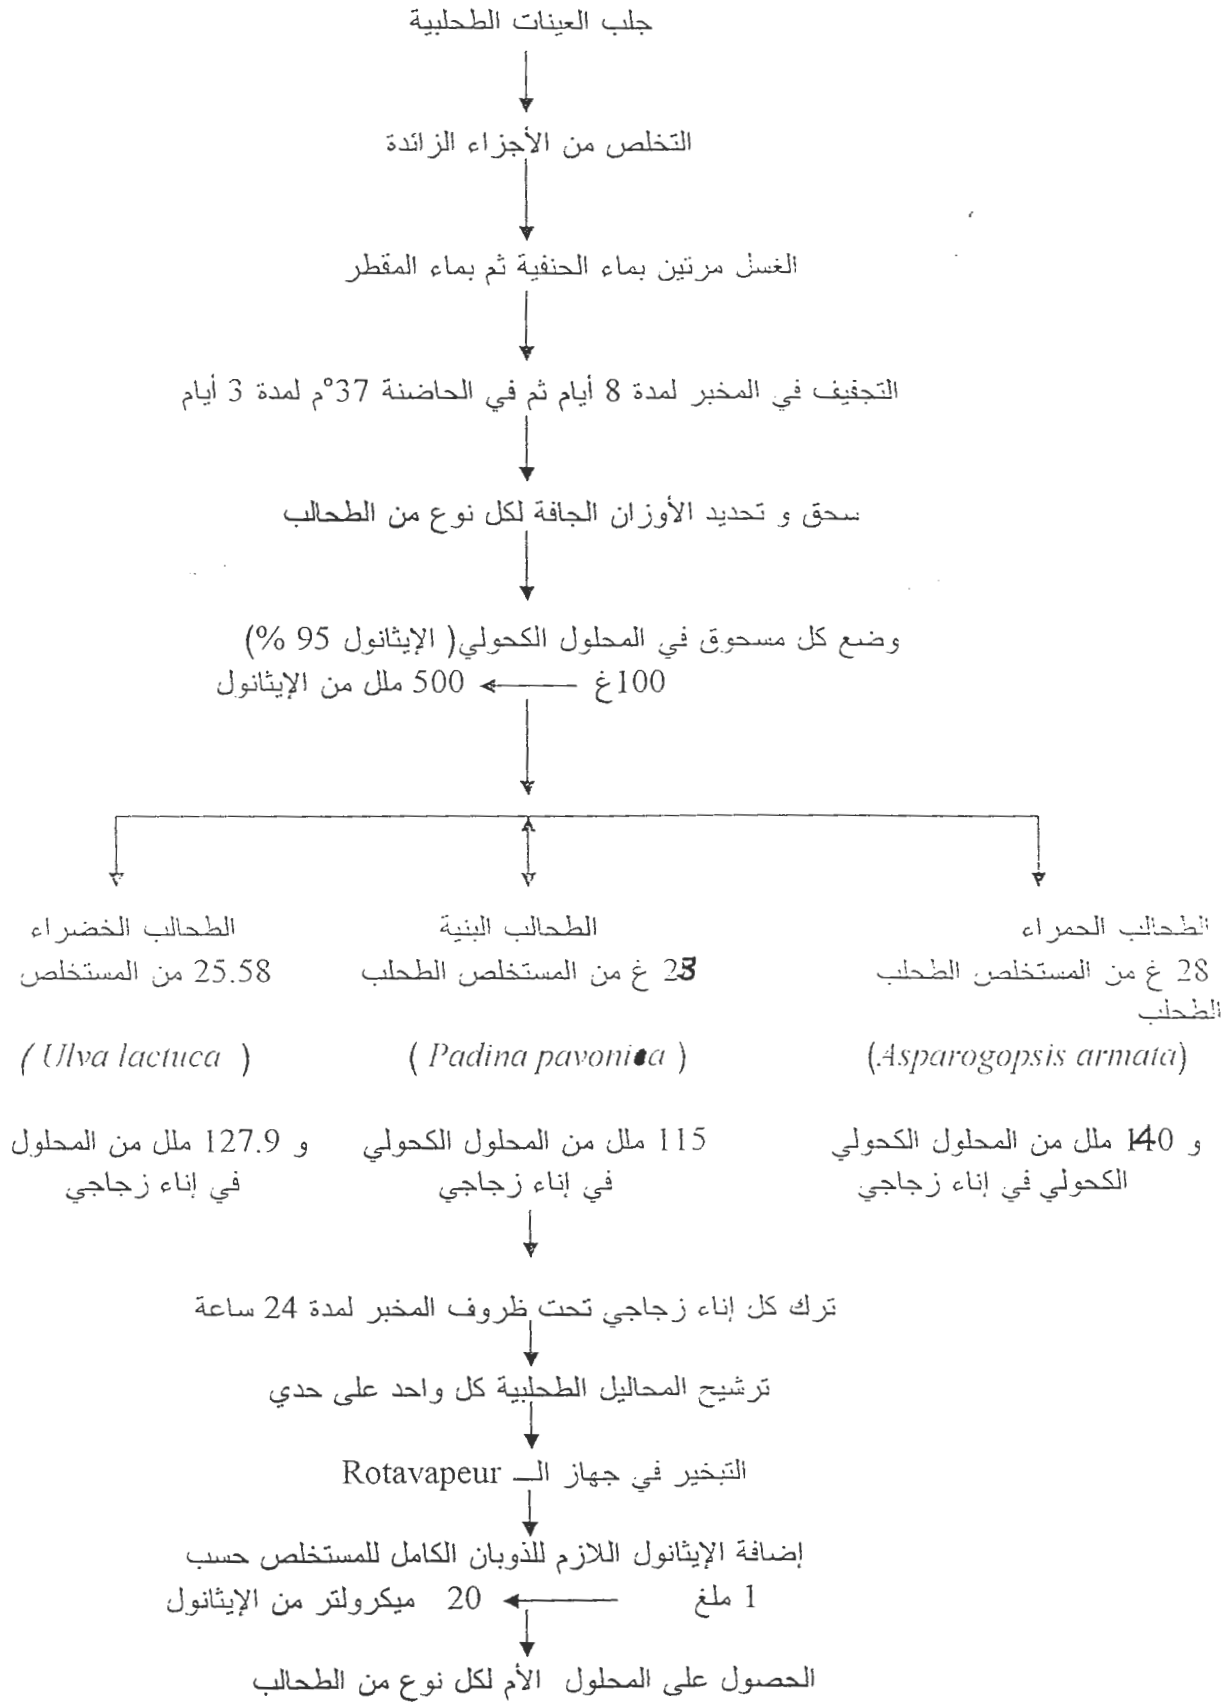 جلب العينات الطحلبية
التخلص من الأجزاء الزائدة
الغسل مرتين بماء الحنفية ثم بماء المقطر
التجفيف في المخبر لمدة 8 أيام ثم في الحاضنة 37°م لمدة 3 أيام
سحق و تحديد الأوزان الجافة لكل نوع من الطحالب
وضع كل مسحوق في المحلول الكحولي( الإيثانول 95 %)
100غ ← 500 ملل من الإيثانول
الطحالب الحمراء
28 غ من المستخلص الطحلب
الطحلب
(Asparogopsis armata)
و 140 ملل من المحلول الكحولي
الكحولي في إناء زجاجي
الطحالب البنية
23 غ من المستخلص الطحلب
( Padina pavonica )
115 ملل من المحلول الكحولي
في إناء زجاجي
الطحالب الخضراء
25.58 من المستخلص
( Ulva lactuca )
و 127.9 ملل من المحلول
في إناء زجاجي
ترك كل إناء زجاجي تحت ظروف المخبر لمدة 24 ساعة
ترشيح المحاليل الطحلبية كل واحد على حدي
التبخير في جهاز الـ Rotavapeur
إضافة الإيثانول اللازم للذوبان الكامل للمستخلص حسب
1 ملغ ← 20 ميكرولتر من الإيثانول
الحصول على المحلول الأم لكل نوع من الطحالب